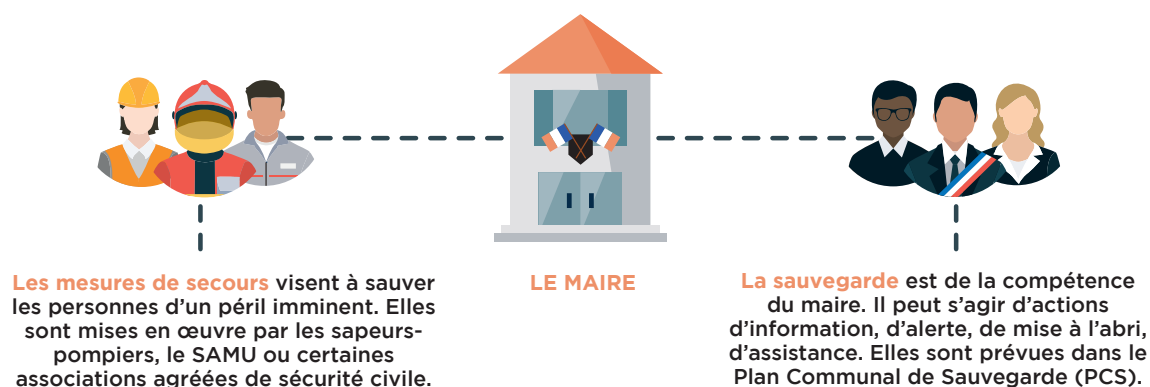 Les mesures de secours visent à sauver
les personnes d'un péril imminent. Elles
sont mises en œuvre par les sapeurs-
pompiers, le SAMU ou certaines
associations agréées de sécurité civile.
LE MAIRE
La sauvegarde est de la compétence
du maire. Il peut s'agir d'actions
d'information, d'alerte, de mise à l'abri,
d'assistance. Elles sont prévues dans le
Plan Communal de Sauvegarde (PCS).